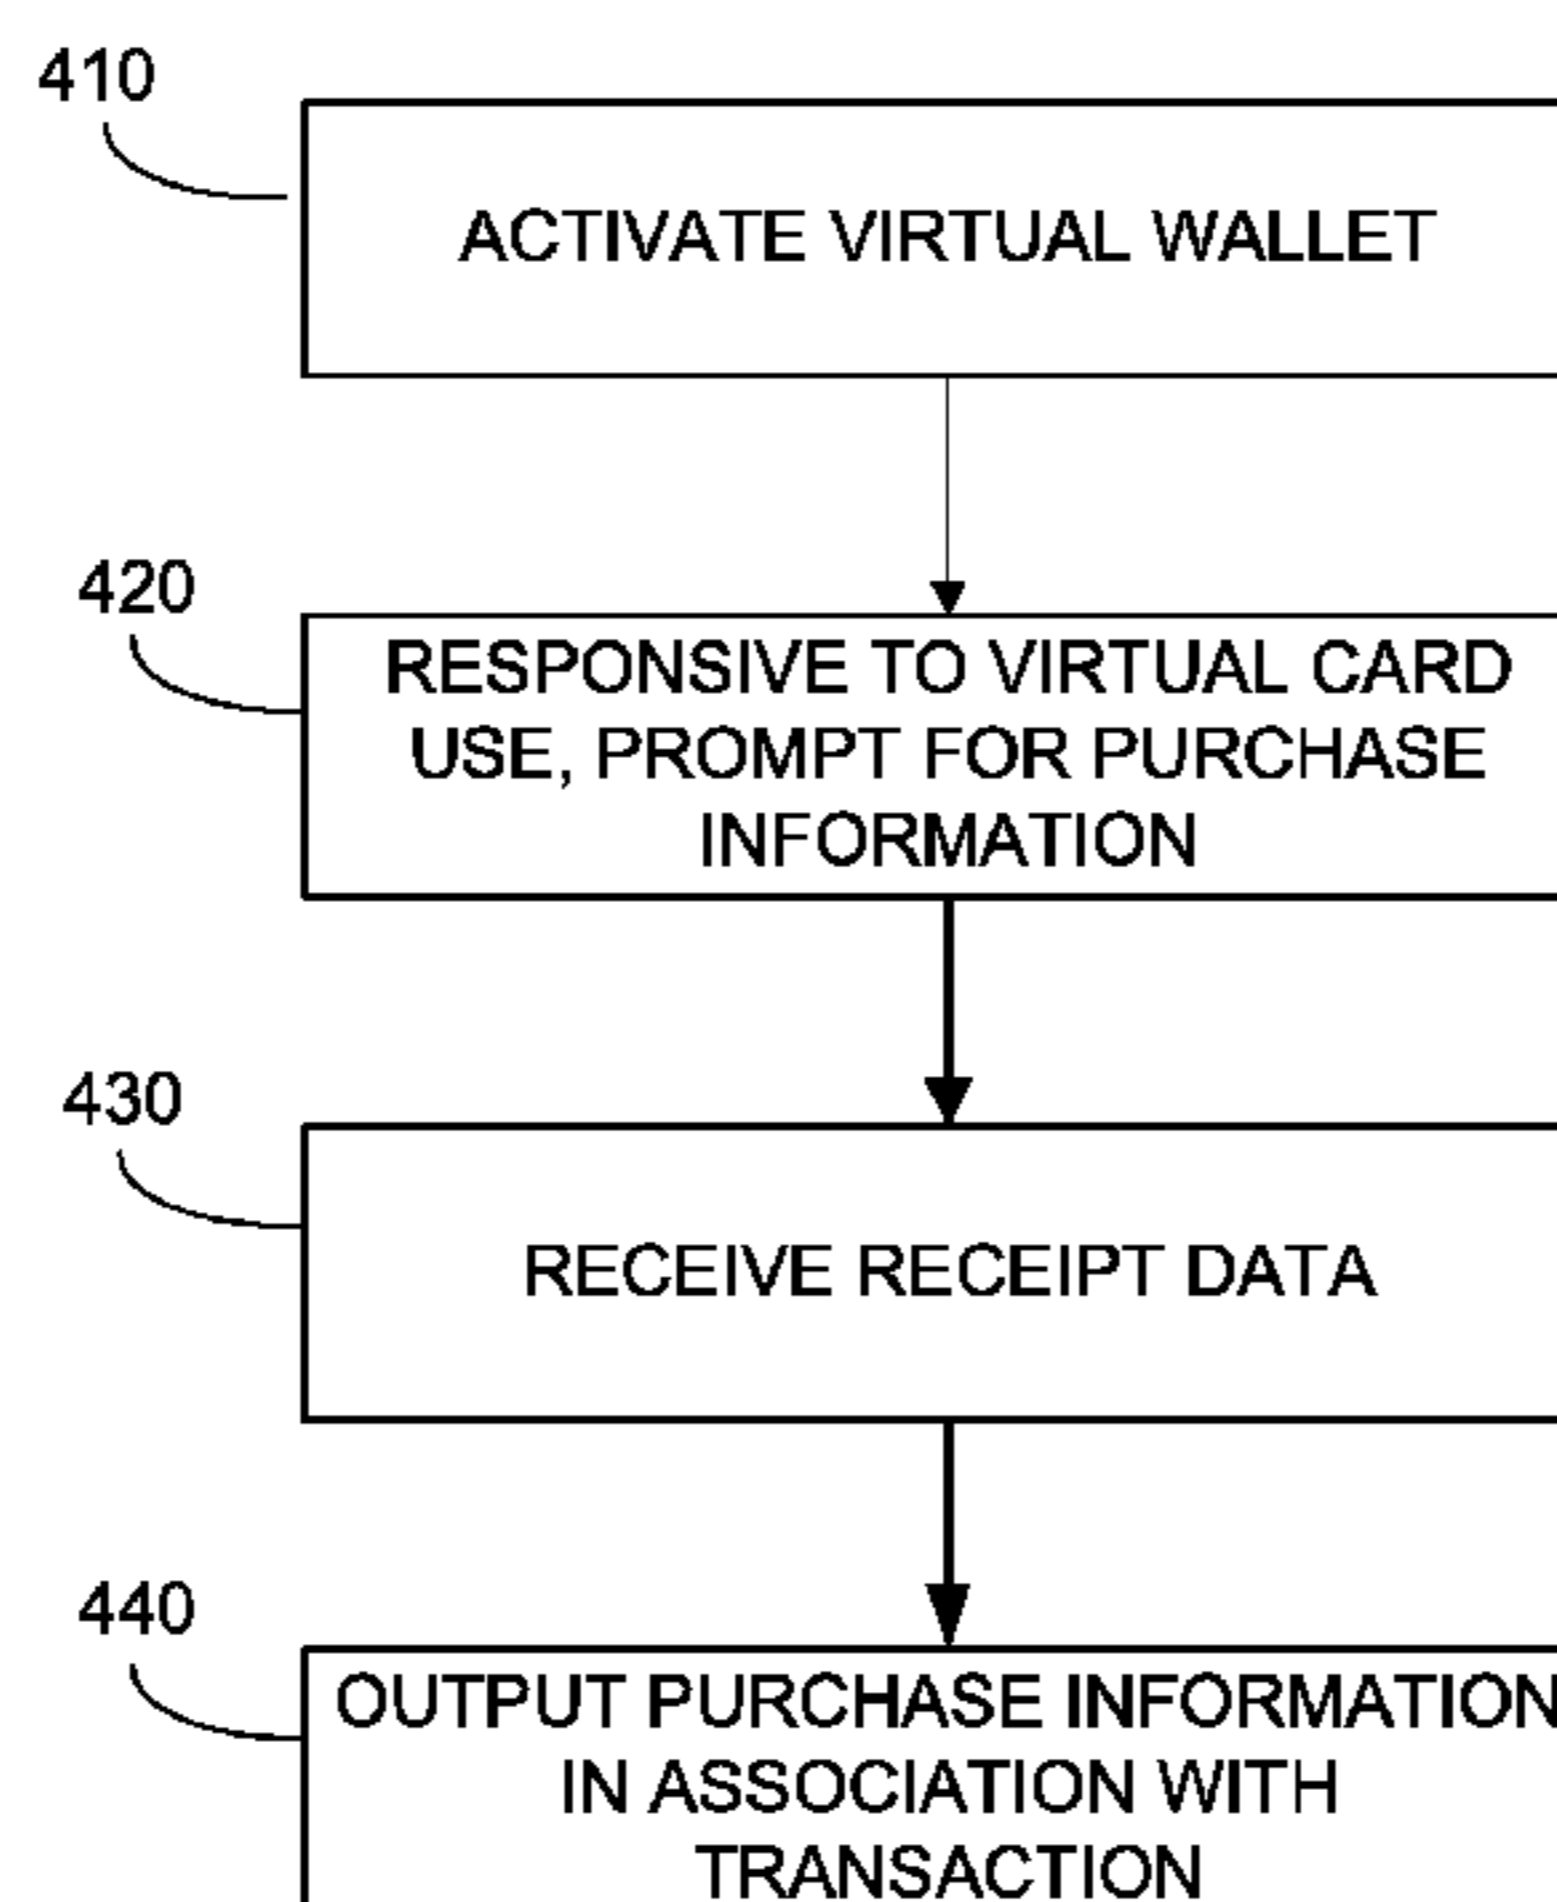 410
ACTIVATE VIRTUAL WALLET
420
RESPONSIVE TO VIRTUAL CARD
USE, PROMPT FOR PURCHASE
INFORMATION
430
RECEIVE RECEIPT DATA
440
OUTPUT PURCHASE INFORMATION
IN ASSOCIATION WITH
TRANSACTION